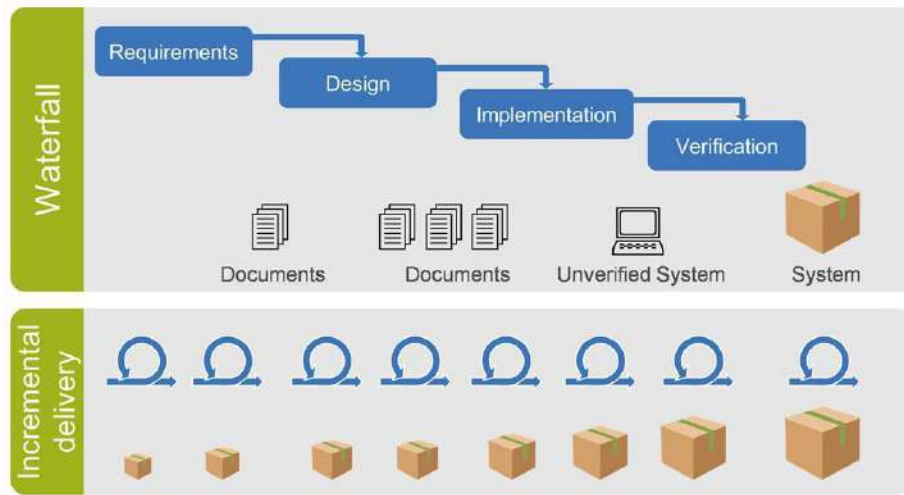 Waterfall
Requirements
Design
Implementation
Verification
Documents
Documents
Unverified System
System
Incremental
delivery